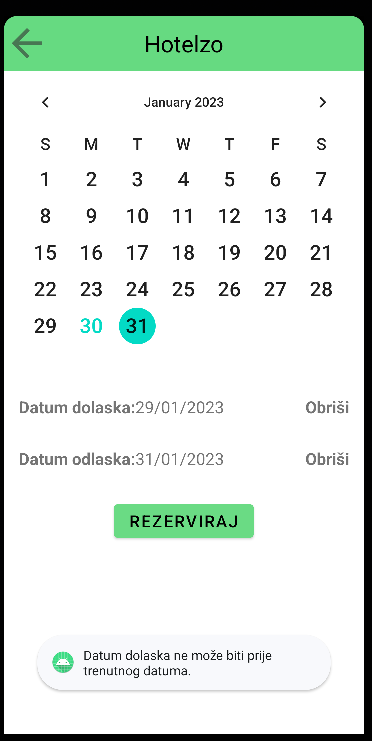 Hotelzo
January 2023
S M T W T F S
1 2 3 4 5 6 7
8 9 10 11 12 13 14
15 16 17 18 19 20 21
22 23 24 25 26 27 28
29 30 31
Datum dolaska:29/01/2023 Obriši
Datum odlaska:31/01/2023 Obriši
REZERVIRAJ
Datum dolaska ne može biti prije
trenutnog datuma.